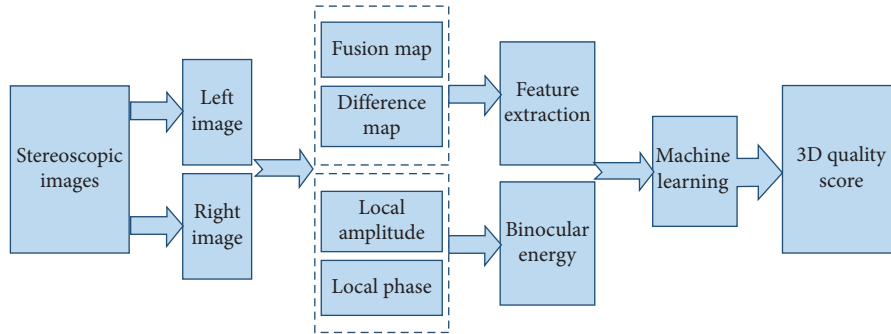 Stereoscopic
images
Left
image
Right
image
Fusion map
Difference
map
Local
amplitude
Local phase
Feature
extraction
Binocular
energy
Machine
learning
3D quality
score